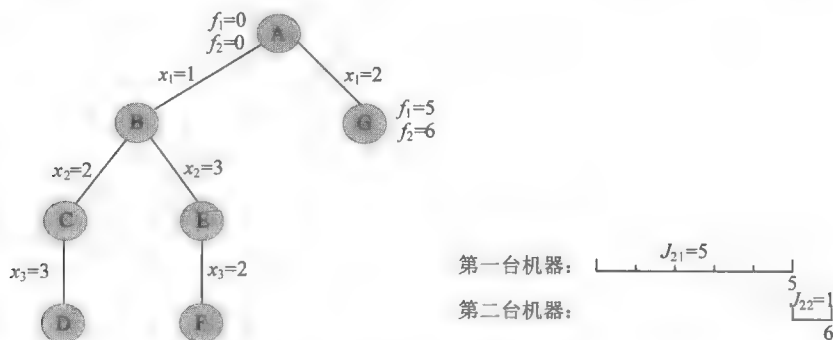 f₁=0
f₂=0
A
x₁=1
x₁=2
B
G
f₁=5
f₂=6
x₂=2
x₂=3
C
E
x₃=3
x₃=2
D
F
第一台机器：
J₂₁=5
5
第二台机器：
J₂₂=1
6